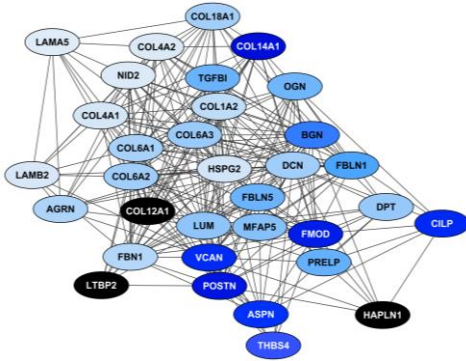 COL18A1
LAMA5
COL4A2
COL14A1
NID2
TGFBI
OGN
COL1A2
COL4A1
BGN
COL6A3
COL6A1
HSPG2
DCN
FBLN1
LAMB2
COL6A2
FBLN5
AGRN
COL12A1
DPT
LUM
MFAP5
CILP
FMOD
FBN1
VCAN
PRELP
LTBP2
POSTN
ASPN
HAPLN1
THBS4